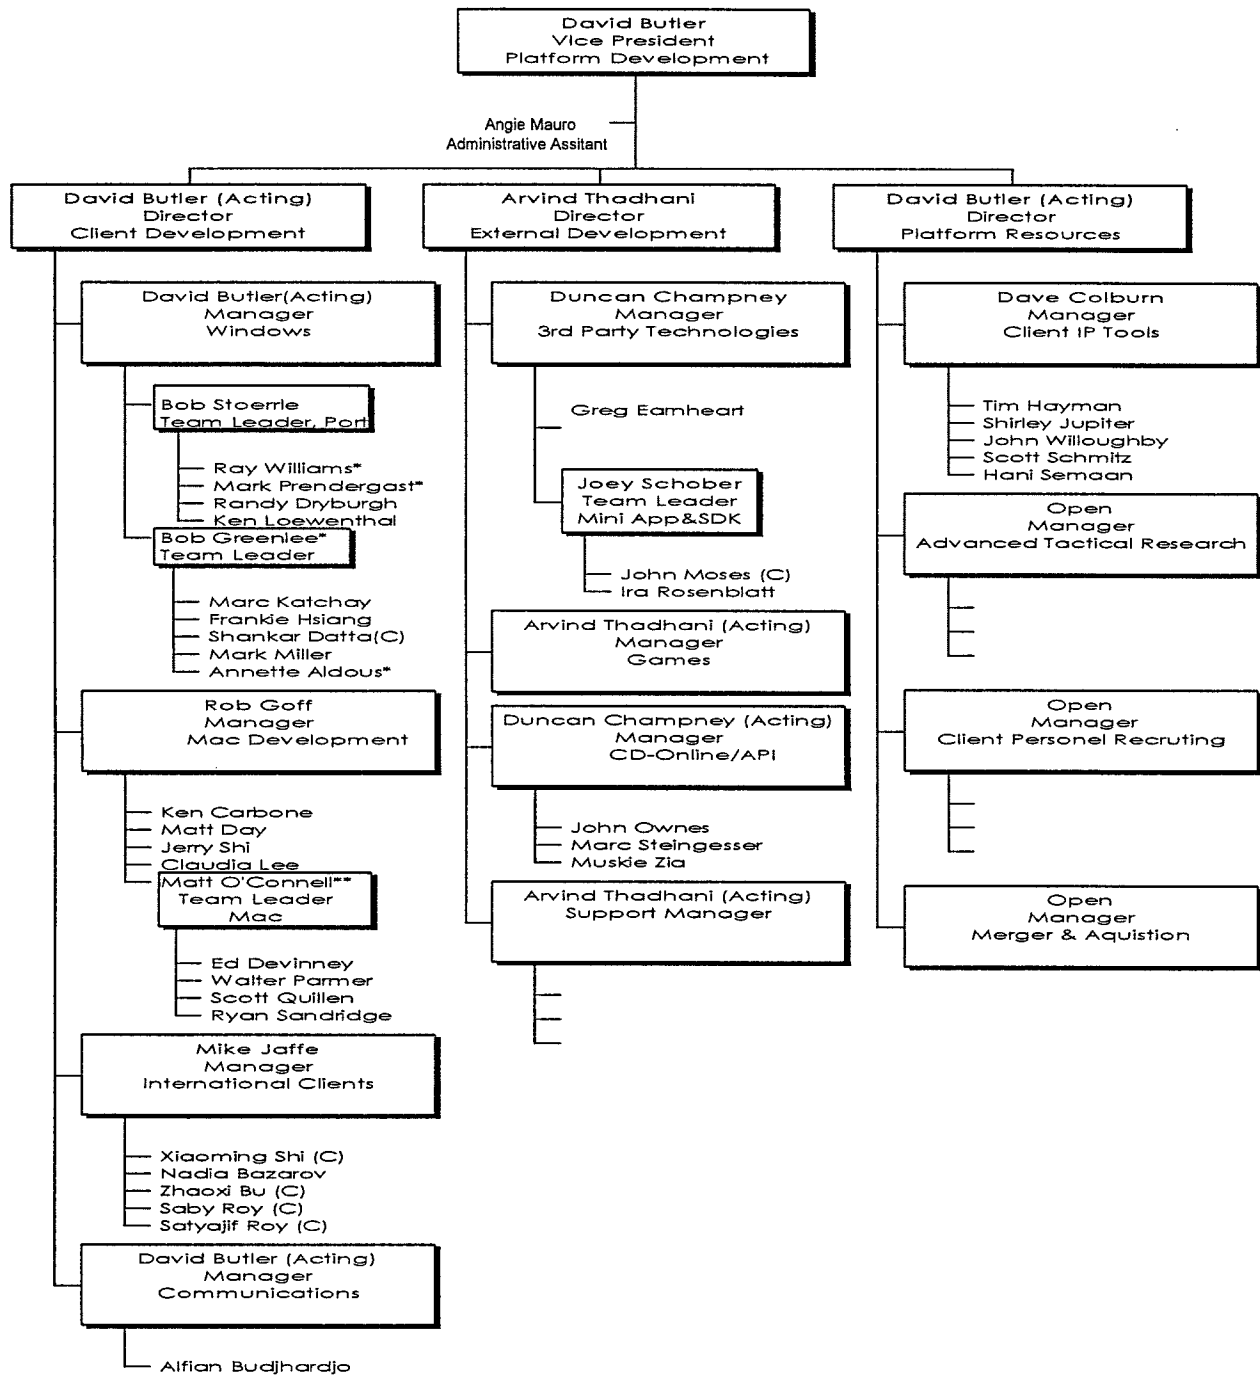 David Butler
Vice President
Platform Development
Angie Mauro
Administrative Assitant
David Butler (Acting)
Director
Client Development
David Butler(Acting)
Manager
Windows
Bob Stoerrle
Team Leader, Port
Ray Williams*
Mark Prendergast*
Randy Dryburgh
Ken Loewenthal
Bob Greenlee*
Team Leader
Marc Katchay
Frankie Hsiang
Shankar Datta(C)
Mark Miller
Annette Aldous*
Rob Goff
Manager
Mac Development
Ken Carbone
Matt Day
Jerry Shi
Claudia Lee
Matt O'Connell**
Team Leader
Mac
Ed Devinney
Walter Parmer
Scott Quillen
Ryan Sandridge
Mike Jaffe
Manager
International Clients
Xiaoming Shi (C)
Nadia Bazarov
Zhaoxi Bu (C)
Saby Roy (C)
Satyajif Roy (C)
David Butler (Acting)
Manager
Communications
Alfian Budjhardjo
Arvind Thadhani
Director
External Development
Duncan Champney
Manager
3rd Party Technologies
Greg Earnheart
Joey Schober
Team Leader
Mini App&SDK
John Moses (C)
Ira Rosenblatt
Arvind Thadhani (Acting)
Manager
Games
Duncan Champney (Acting)
Manager
CD-Online/API
John Ownes
Marc Steingesser
Muskie Zia
Arvind Thadhani (Acting)
Support Manager
David Butler (Acting)
Director
Platform Resources
Dave Colburn
Manager
Client IP Tools
Tim Hayman
Shirley Jupiter
John Willoughby
Scott Schmitz
Hani Semaan
Open
Manager
Advanced Tactical Research
Open
Manager
Client Personel Recruting
Open
Manager
Merger & Aquistion